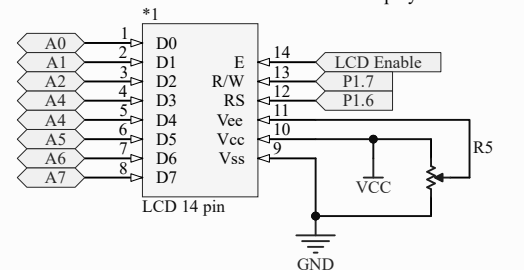 *1
A0 1 D0
A1 2 D1 E 14 LCD Enable
A2 3 D2 R/W 13 P1.7
A4 4 D3 RS 12 P1.6
A4 5 D4 Vee 11
A5 6 D5 Vcc 10
A6 7 D6 Vss 9
A7 8 D7
R5
VCC
LCD 14 pin
GND